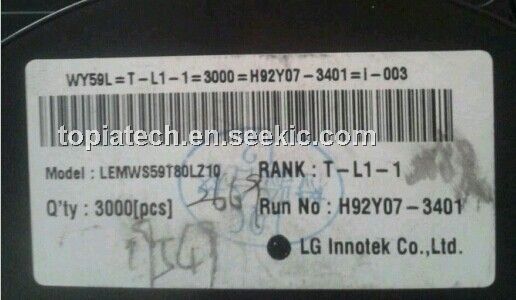 WY59L=T-L1-1=3000=H92Y07-3401=I-003
topiatech.en.seekic.com
Model : LEMWS59T80LZ10 RANK : T-L1-1
Q'ty : 3000[pcs] Run No : H92Y07-3401
LG Innotek Co.,Ltd.